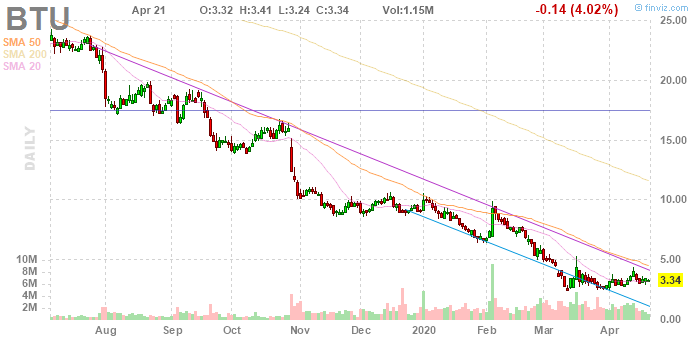 BTU
Apr 21 O:3.32 H:3.41 L:3.24 C:3.34 Vol:1.15M -0.14 (4.02%)
© finviz.com
SMA 50
SMA 200
SMA 20
DAILY
25.00
20.00
15.00
10.00
5.00
3.34
0.00
10M
8M
6M
4M
2M
Aug Sep Oct Nov Dec 2020 Feb Mar Apr